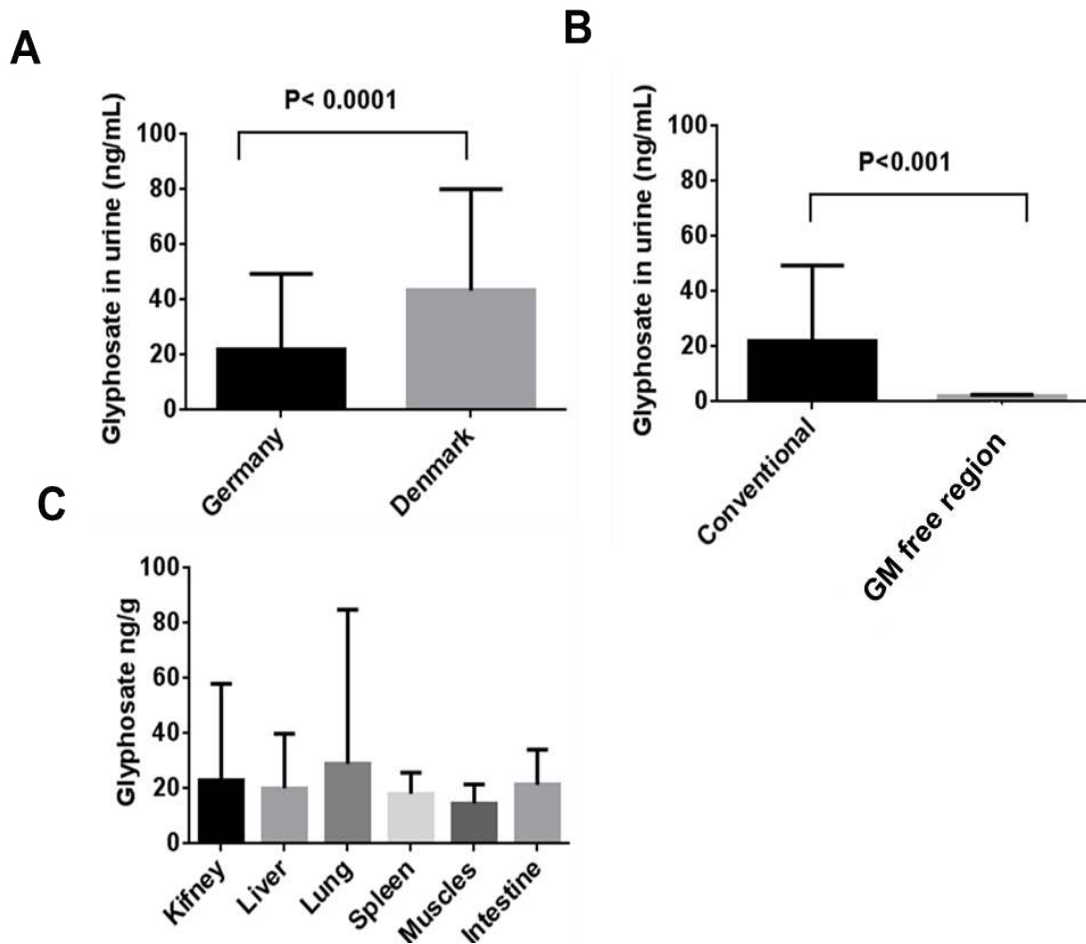 A
Glyphosate in urine (ng/mL)
P< 0.0001
100
80
60
40
20
0
Germany
Denmark
B
Glyphosate in urine (ng/mL)
P<0.001
100
80
60
40
20
0
Conventional
GM free region
C
Glyphosate ng/g
100
80
60
40
20
0
Kifney
Liver
Lung
Spleen
Muscles
Intestine